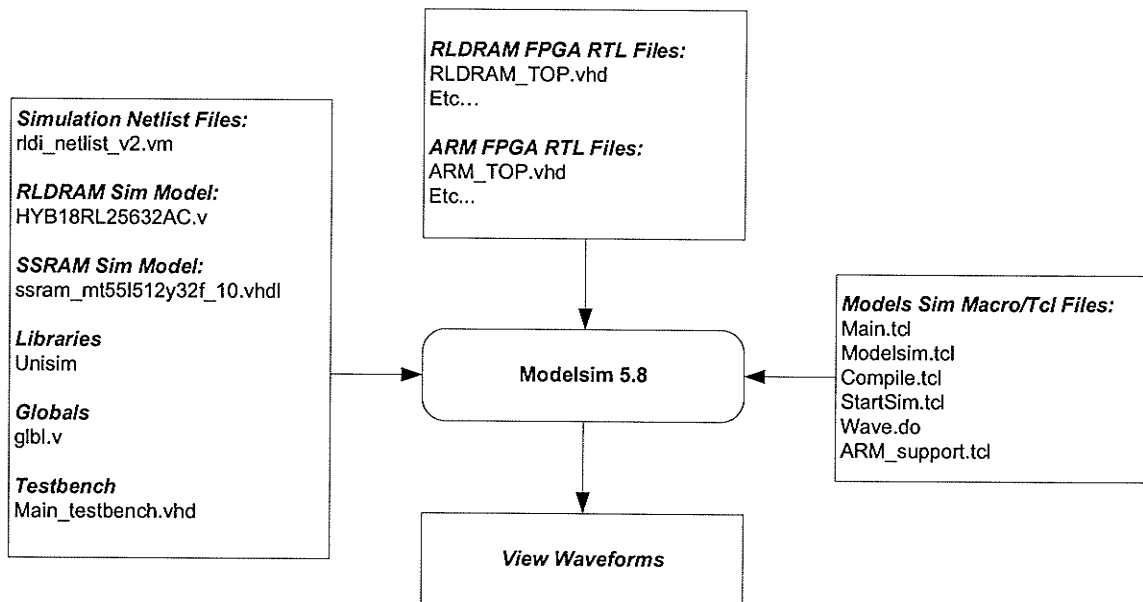 RLDRAM FPGA RTL Files:
RLDRAM_TOP.vhd
Etc...
ARM FPGA RTL Files:
ARM_TOP.vhd
Etc...
Simulation Netlist Files:
rldi_netlist_v2.vm
RLDRAM Sim Model:
HYB18RL25632AC.v
SSRAM Sim Model:
ssram_mt55l512y32f_10.vhdl
Libraries
Unisim
Globals
glbl.v
Testbench
Main_testbench.vhd
Modelsim 5.8
Models Sim Macro/Tcl Files:
Main.tcl
Modelsim.tcl
Compile.tcl
StartSim.tcl
Wave.do
ARM_support.tcl
View Waveforms